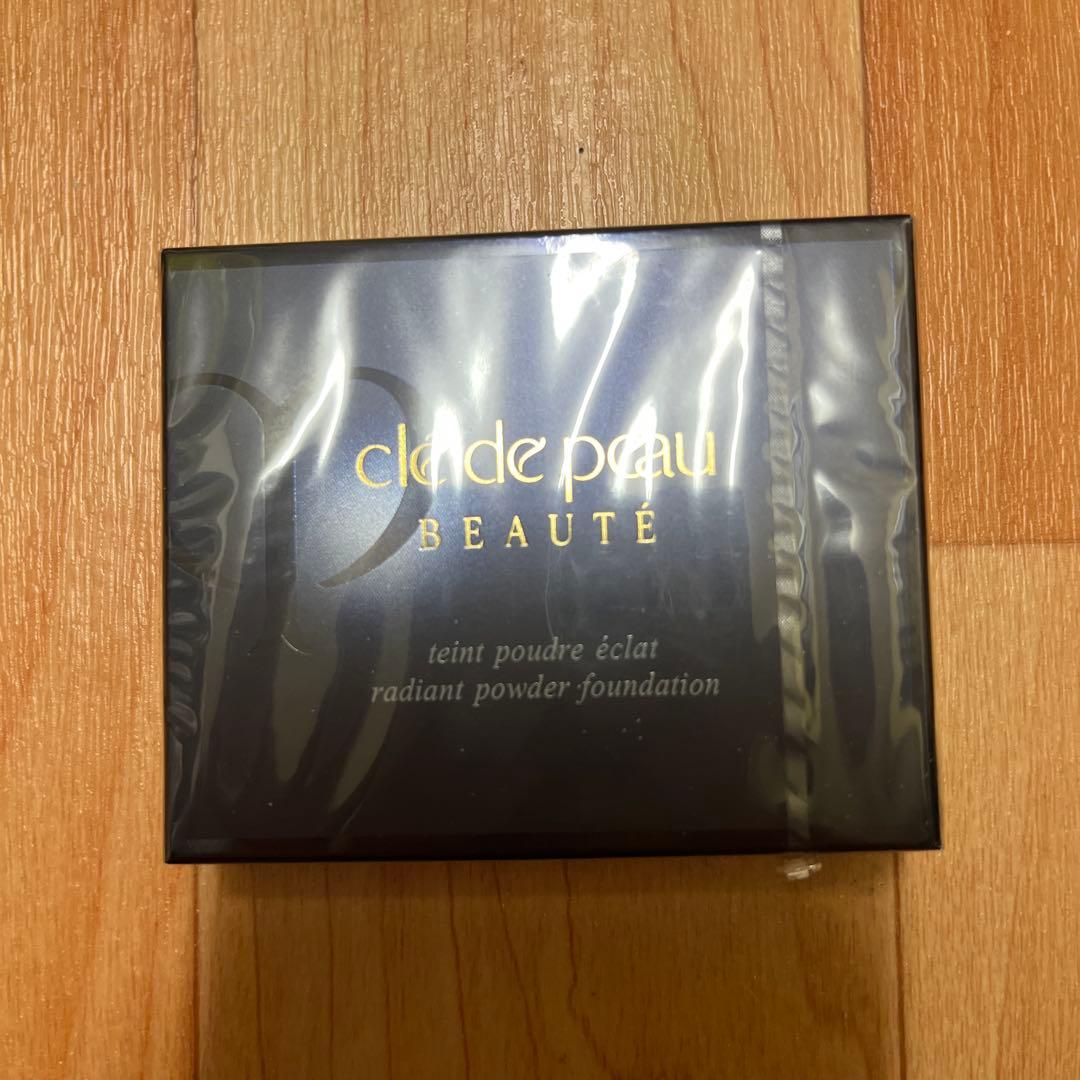 clé de peau
BEAUTÉ
teint poudre éclat
radiant powder foundation